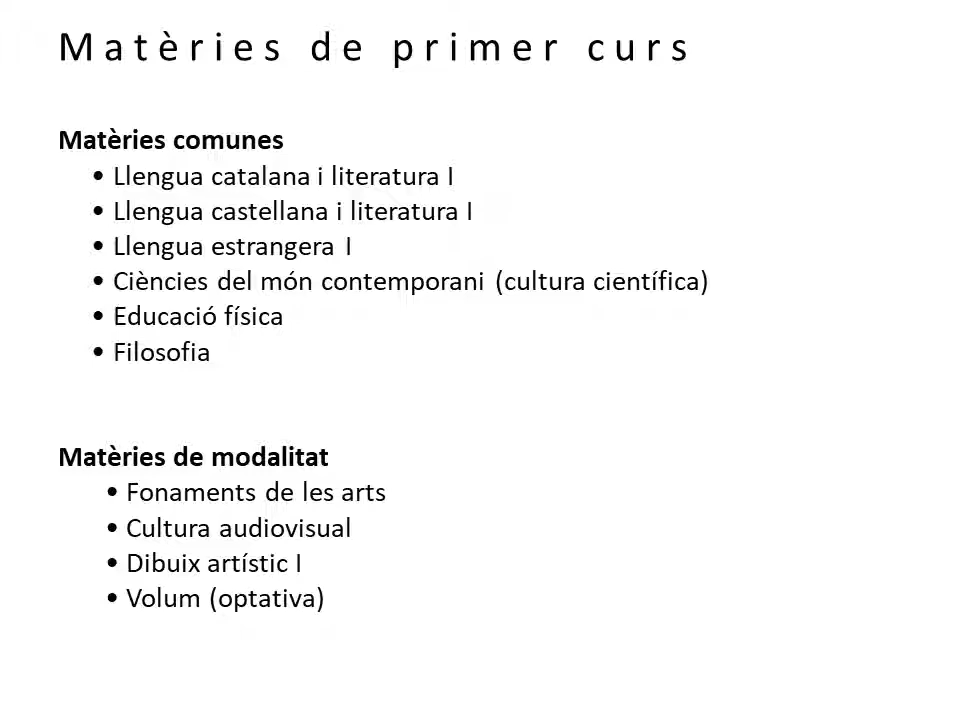 Matèries de primer curs
Matèries comunes
• Llengua catalana i literatura I
• Llengua castellana i literatura I
• Llengua estrangera I
• Ciències del món contemporani (cultura científica)
• Educació física
• Filosofia
Matèries de modalitat
• Fonaments de les arts
• Cultura audiovisual
• Dibuix artístic I
• Volum (optativa)